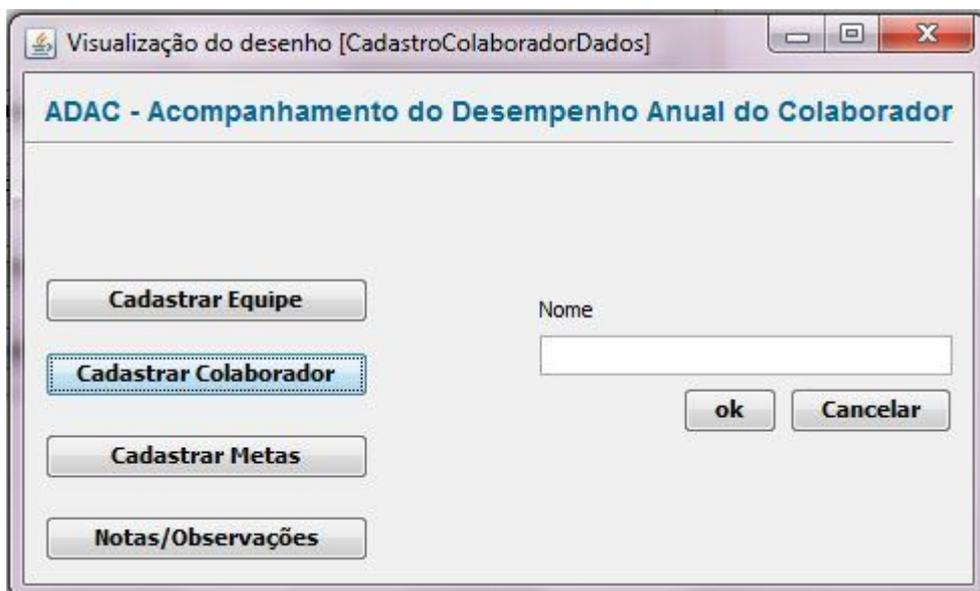 Visualização do desenho [CadastroColaboradorDados]
ADAC - Acompanhamento do Desempenho Anual do Colaborador
Cadastrar Equipe
Nome
Cadastrar Colaborador
ok Cancelar
Cadastrar Metas
Notas/Observações